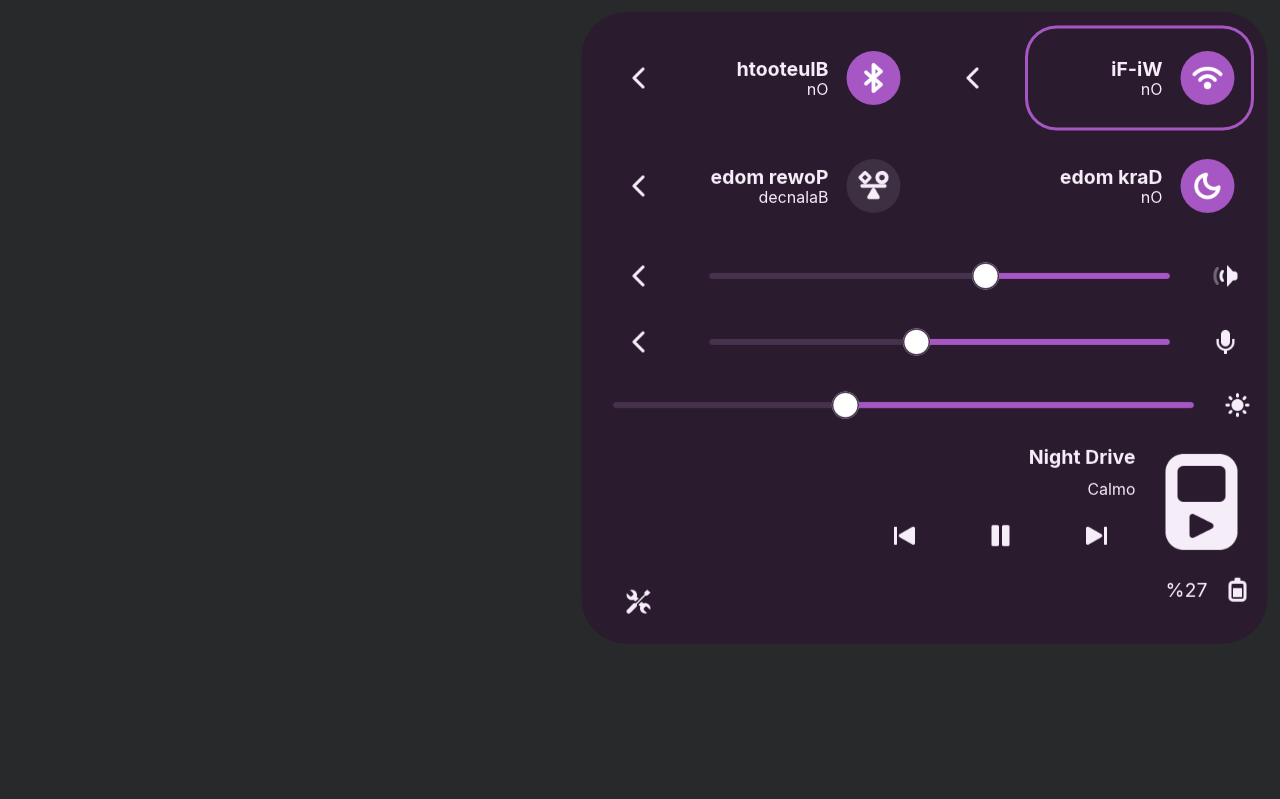 iF-iW
nO
htooteulB
nO
edom kraD
nO
edom rewoP
decnalaB
Night Drive
Calmo
%27